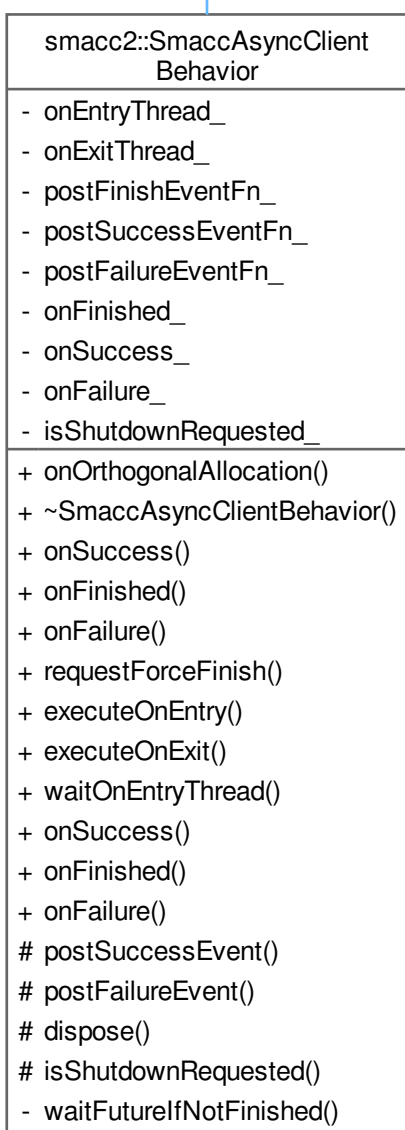 smacc2::SmaccAsyncClient
Behavior
- onEntryThread_
- onExitThread_
- postFinishEventFn_
- postSuccessEventFn_
- postFailureEventFn_
- onFinished_
- onSuccess_
- onFailure_
- isShutdownRequested_
+ onOrthogonalAllocation()
+ ~SmaccAsyncClientBehavior()
+ onSuccess()
+ onFinished()
+ onFailure()
+ requestForceFinish()
+ executeOnEntry()
+ executeOnExit()
+ waitOnEntryThread()
+ onSuccess()
+ onFinished()
+ onFailure()
# postSuccessEvent()
# postFailureEvent()
# dispose()
# isShutdownRequested()
- waitFutureIfNotFinished()